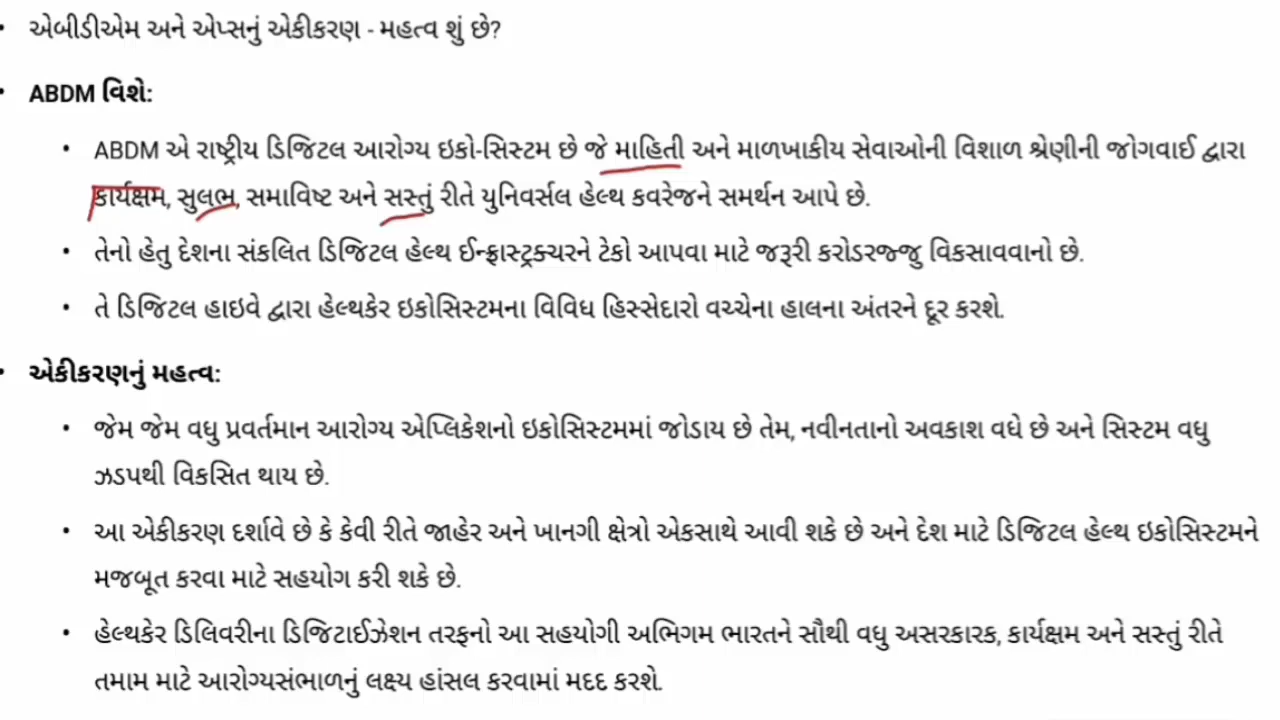 • એબીડીએમ અને એપ્સનું એકીકરણ - મહત્વ શું છે?
• ABDM વિશે:
• ABDM એ રાષ્ટ્રીય ડિજિટલ આરોગ્ય ઇકો-સિસ્ટમ છે જે માહિતી અને માળખાકીય સેવાઓની વિશાળ શ્રેણીની જોગવાઈ દ્વારા
કાર્યક્ષમ, સુલભ, સમાવિષ્ટ અને સસ્તું રીતે યુનિવર્સલ હેલ્થ કવરેજને સમર્થન આપે છે.
• તેનો હેતુ દેશના સંકલિત ડિજિટલ હેલ્થ ઈન્ફ્રાસ્ટ્રક્ચરને ટેકો આપવા માટે જરૂરી કરોડરજ્જુ વિકસાવવાનો છે.
• તે ડિજિટલ હાઇવે દ્વારા હેલ્થકેર ઇકોસિસ્ટમના વિવિધ હિસ્સેદારો વચ્ચેના હાલના અંતરને દૂર કરશે.
• એકીકરણનું મહત્વ:
• જેમ જેમ વધુ પ્રવર્તમાન આરોગ્ય એપ્લિકેશનો ઇકોસિસ્ટમમાં જોડાય છે તેમ, નવીનતાનો અવકાશ વધે છે અને સિસ્ટમ વધુ
ઝડપથી વિકસિત થાય છે.
• આ એકીકરણ દર્શાવે છે કે કેવી રીતે જાહેર અને ખાનગી ક્ષેત્રો એકસાથે આવી શકે છે અને દેશ માટે ડિજિટલ હેલ્થ ઇકોસિસ્ટમને
મજબૂત કરવા માટે સહયોગ કરી શકે છે.
• હેલ્થકેર ડિલિવરીના ડિજિટાઈઝેશન તરફનો આ સહયોગી અભિગમ ભારતને સૌથી વધુ અસરકારક, કાર્યક્ષમ અને સસ્તું રીતે
તમામ માટે આરોગ્યસંભાળનું લક્ષ્ય હાંસલ કરવામાં મદદ કરશે.